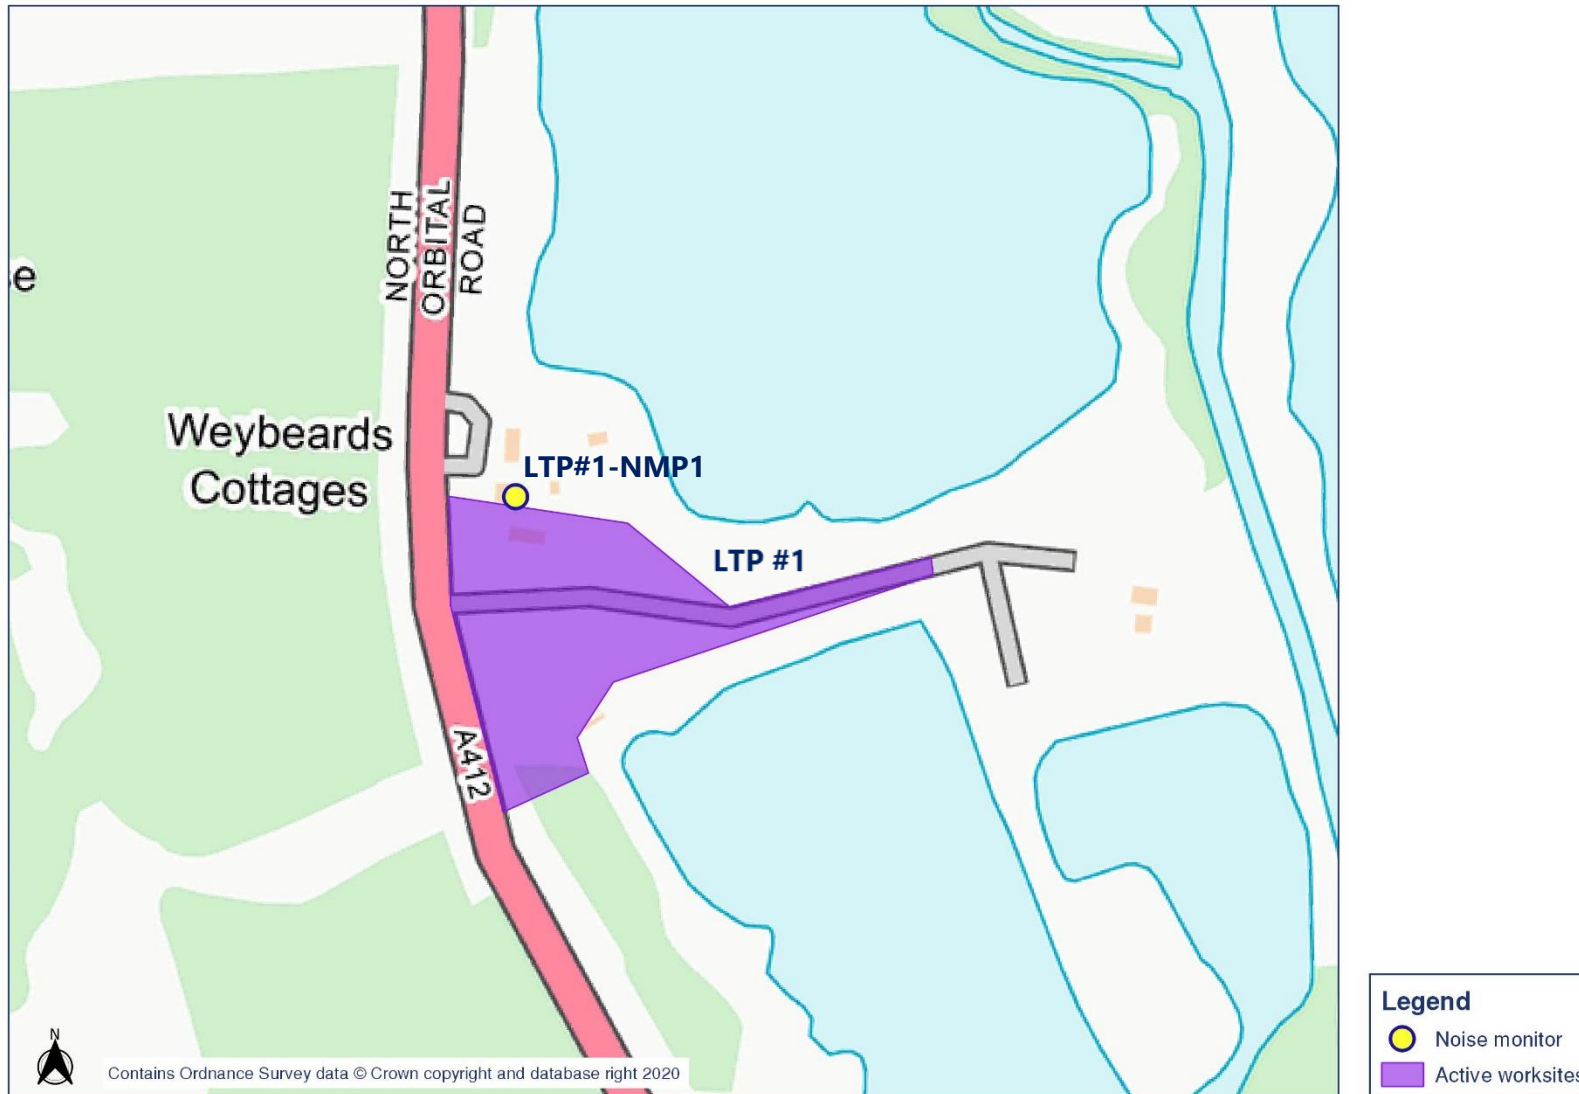 NORTH
ORBITAL
ROAD
se
Weybeards
Cottages
LTP#1-NMP1
LTP #1
A412
N
Contains Ordnance Survey data © Crown copyright and database right 2020
Legend
Noise monitor
Active worksites